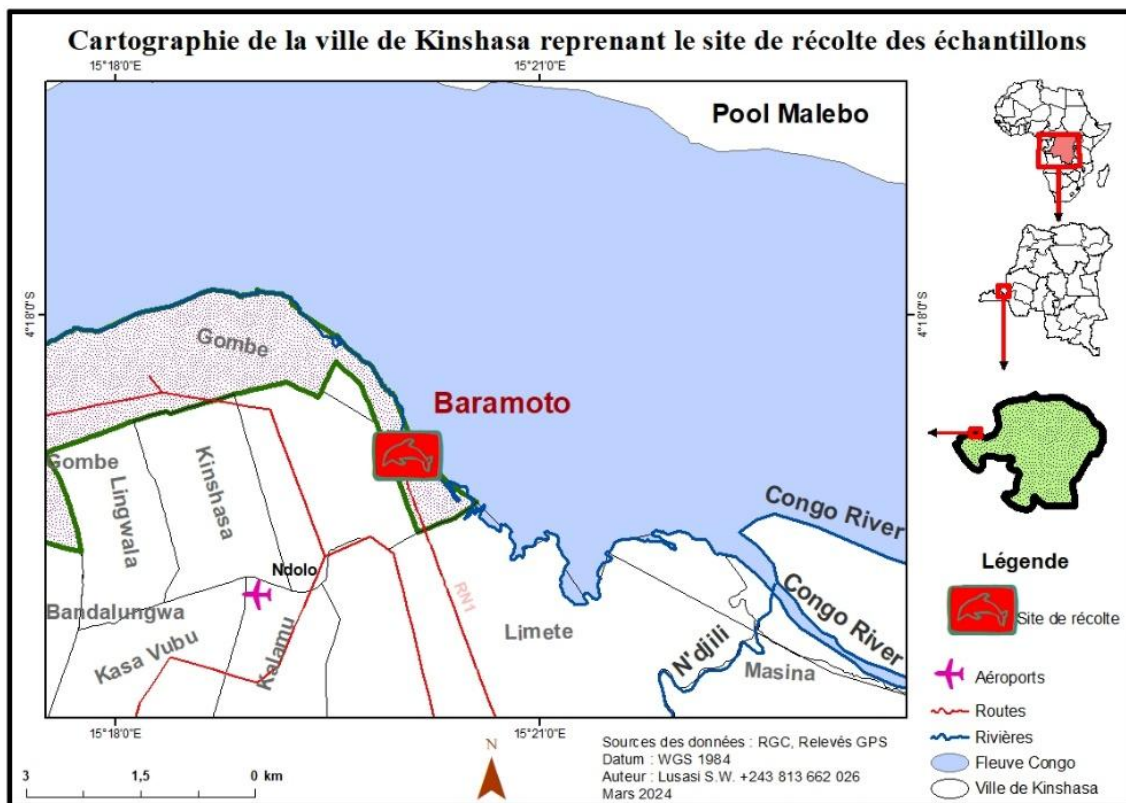 Cartographie de la ville de Kinshasa reprenant le site de récolte des échantillons
15°18'0"E
15°21'0"E
Pool Malebo
4°18'0"S
4°18'0"S
Gombe
Baramoto
Gombe
Lingwala
Kinshasa
Congo River
Ndolo
RN1
Bandalungwa
Limete
Congo River
Kasa Vubu
Kalamu
N'djili
Masina
Légende
Site de récolte
Aéroports
Routes
Rivières
Fleuve Congo
Ville de Kinshasa
15°18'0"E
15°21'0"E
3 1,5 0 km
N
Sources des données : RGC, Relevés GPS
Datum : WGS 1984
Auteur : Lusasi S.W. +243 813 662 026
Mars 2024